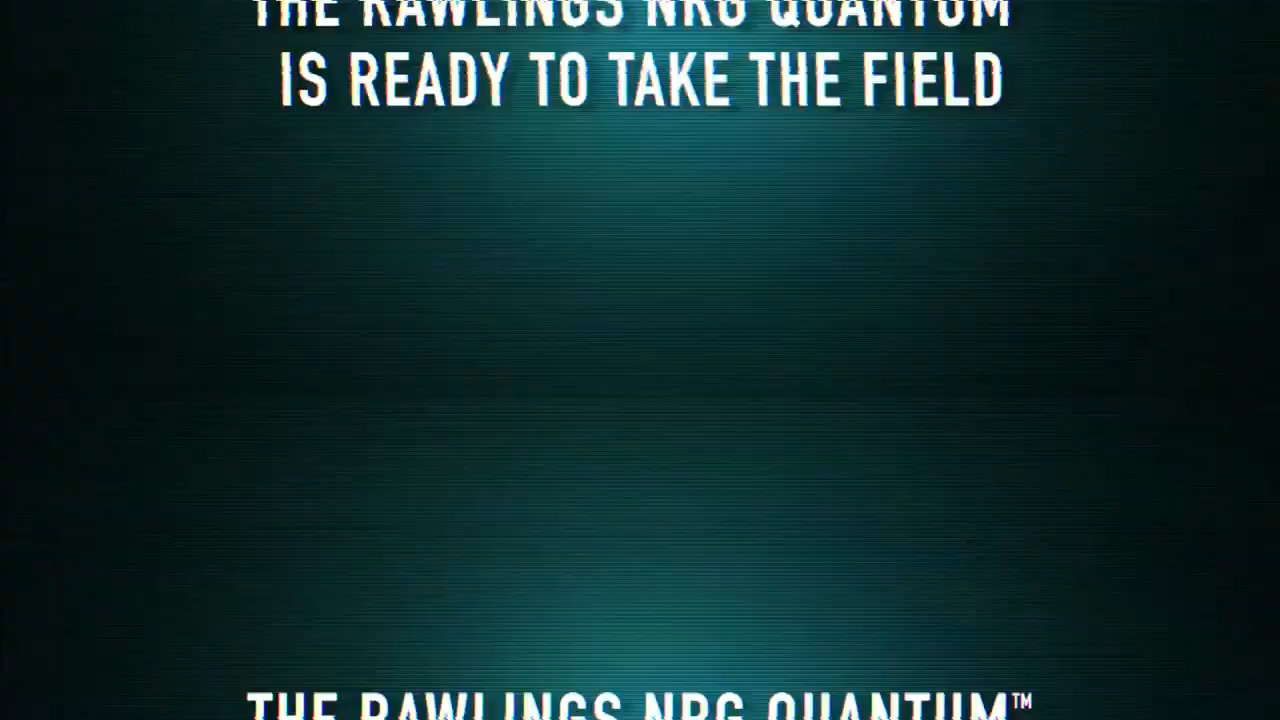 THE RAWLINGS NRG QUANTUM
IS READY TO TAKE THE FIELD
THE RAWLINGS NRG QUANTUM™